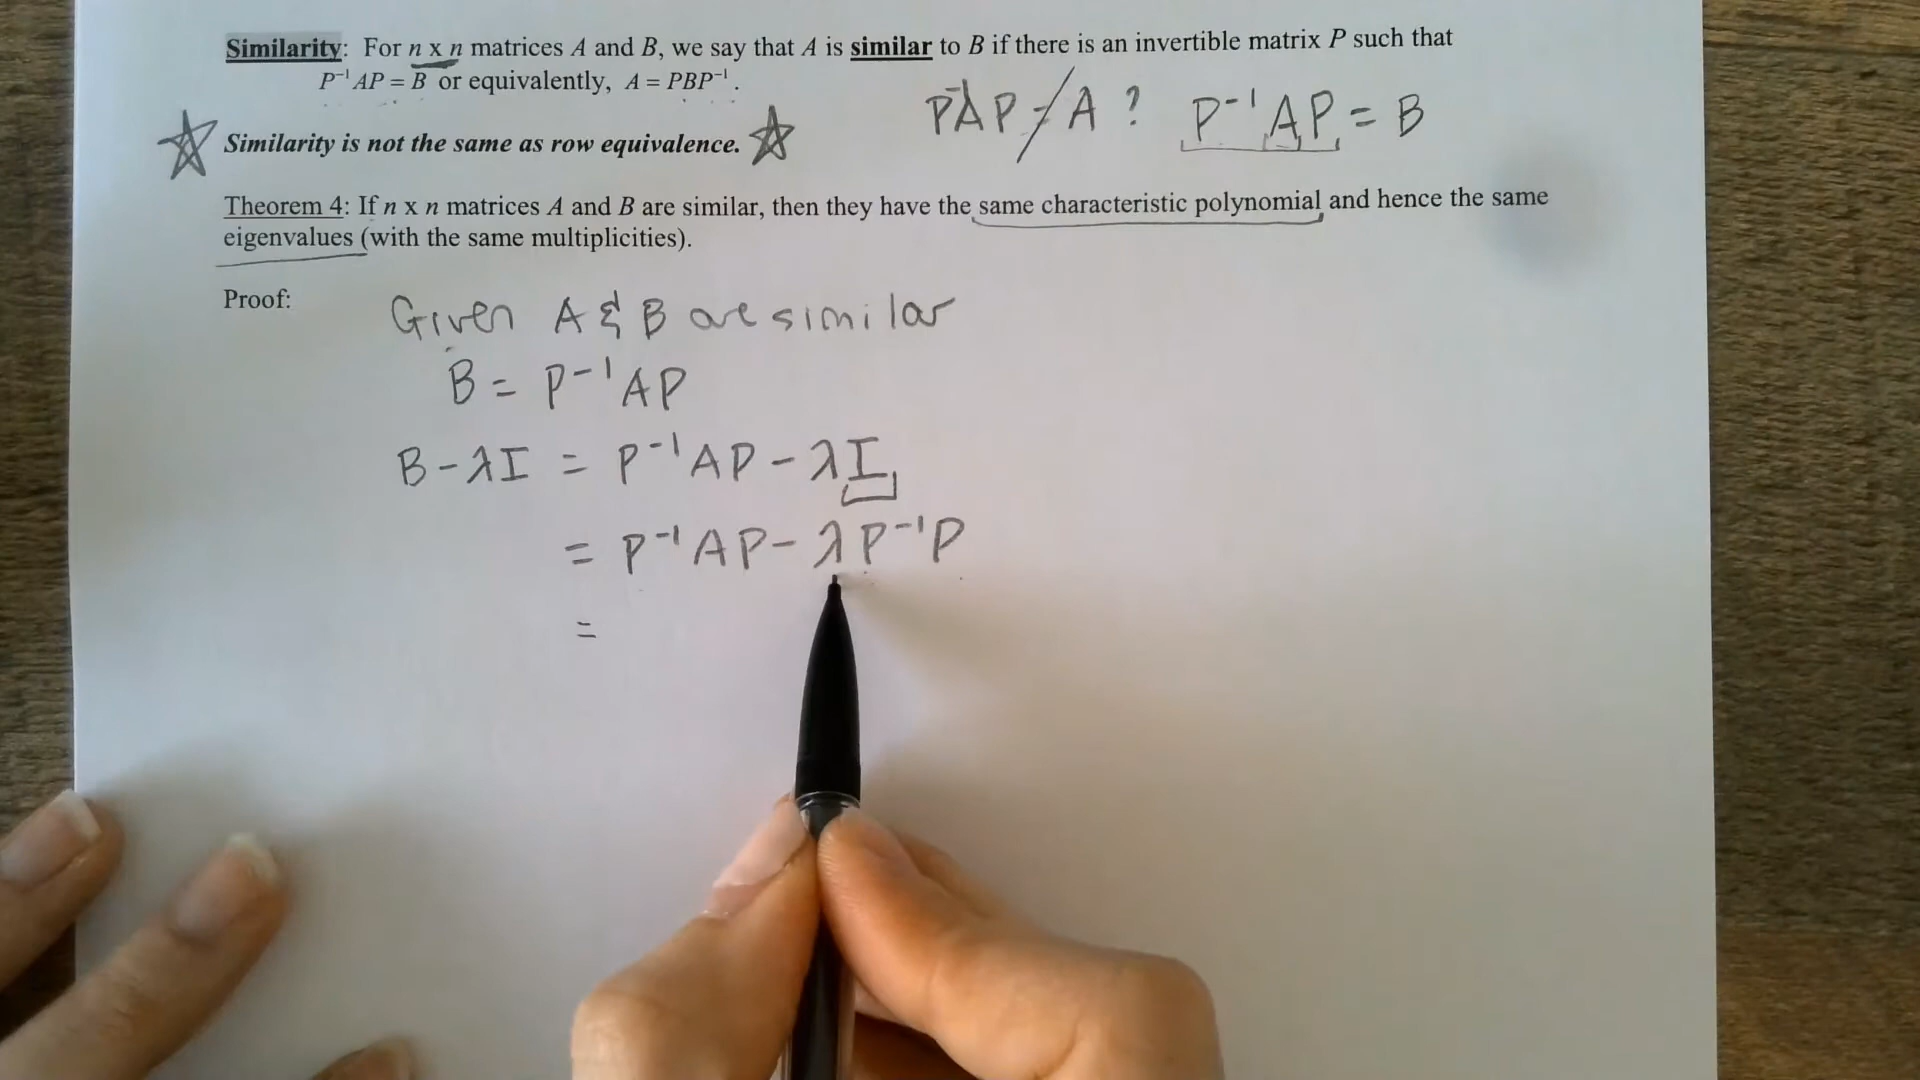 Similarity: For n x n matrices A and B, we say that A is similar to B if there is an invertible matrix P such that
P⁻¹AP = B or equivalently, A = PBP⁻¹.
P⁻¹AP = A ? P⁻¹AP = B
Similarity is not the same as row equivalence.
Theorem 4: If n x n matrices A and B are similar, then they have the same characteristic polynomial and hence the same
eigenvalues (with the same multiplicities).
Proof: Given A & B are similar
B = P⁻¹AP
B - λI = P⁻¹AP - λI
= P⁻¹AP - λP⁻¹P
=